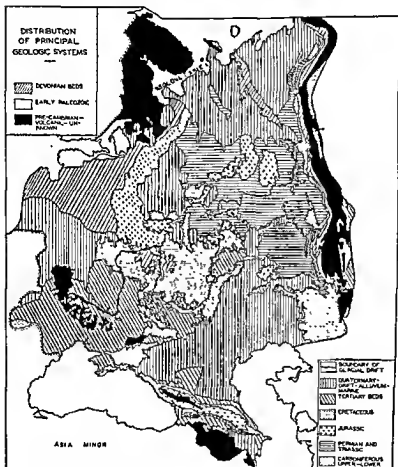 DISTRIBUTION
OF PRINCIPAL
GEOLOGIC SYSTEMS
DEVONIAN BEDS
EARLY PALEOZOIC
PRE-CAMBRIAN-
VOLCANIC-UN-
KNOWN
BOUNDARY OF
GLACIAL DRIFT
QUATERNARY-
DRIFT-ALLUVIUM-
MARINE
TERTIARY BEDS
CRETACEOUS
JURASSIC
PERMIAN AND
TRIASSIC
CARBONIFEROUS
UPPER-LOWER
ASIA MINOR